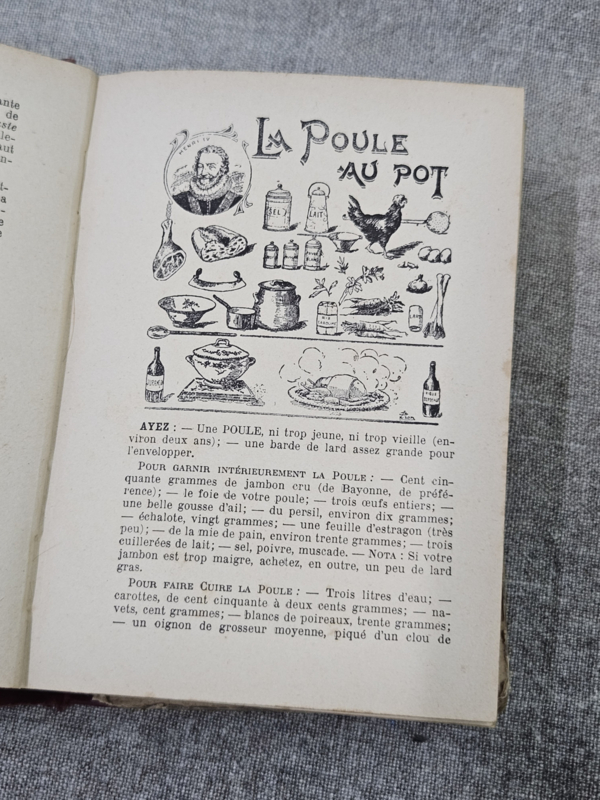 ante
de
uste
le-
aut
n-
a
e
HENRI IV
LA POULE
AU POT
SEL
LAIT
AYEZ : — Une POULE, ni trop jeune, ni trop vieille (en-
viron deux ans); — une barde de lard assez grande pour
l'envelopper.
POUR GARNIR INTÉRIEUREMENT LA POULE : — Cent cin-
quante grammes de jambon cru (de Bayonne, de préfé-
rence); — le foie de votre poule; — trois œufs entiers; —
une belle gousse d'ail; — du persil, environ dix grammes;
— échalote, vingt grammes; — une feuille d'estragon (très
peu); — de la mie de pain, environ trente grammes; — trois
cuillerées de lait; — sel, poivre, muscade. — NOTA : Si votre
jambon est trop maigre, achetez, en outre, un peu de lard
gras.
POUR FAIRE CUIRE LA POULE : — Trois litres d'eau; —
carottes, de cent cinquante à deux cents grammes; — na-
vets, cent grammes; — blancs de poireaux, trente grammes;
— un oignon de grosseur moyenne, piqué d'un clou de